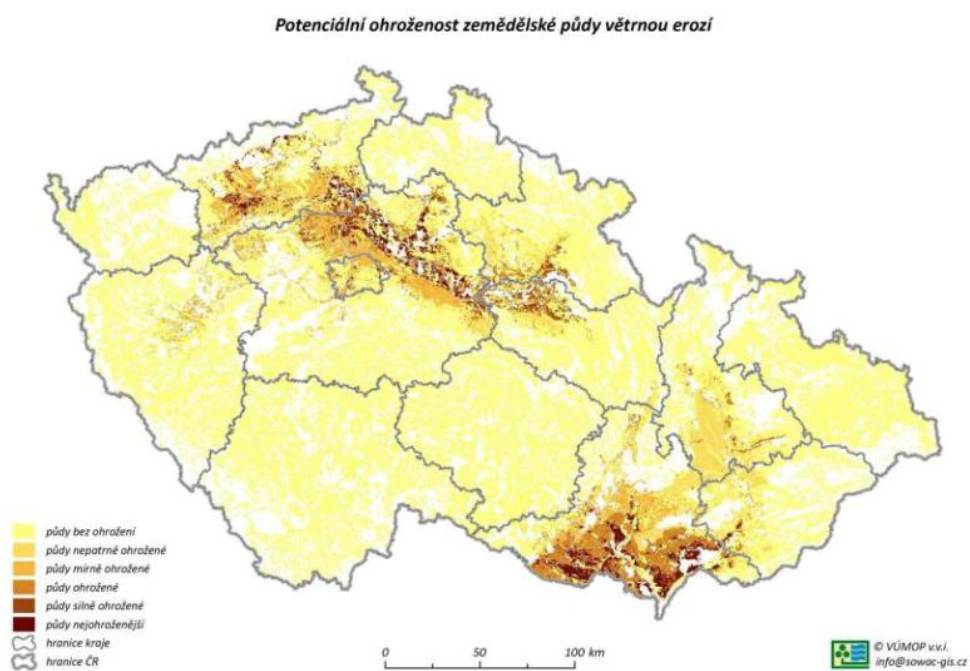 Potenciální ohroženost zemědělské půdy větrnou erozí
půdy bez ohrožení
půdy nepatrně ohrožené
půdy mírně ohrožené
půdy ohrožené
půdy silně ohrožené
půdy nejohroženější
hranice kraje
hranice ČR
0 50 100 km
© VÚMOP v.v.i.
info@sowac-gis.cz